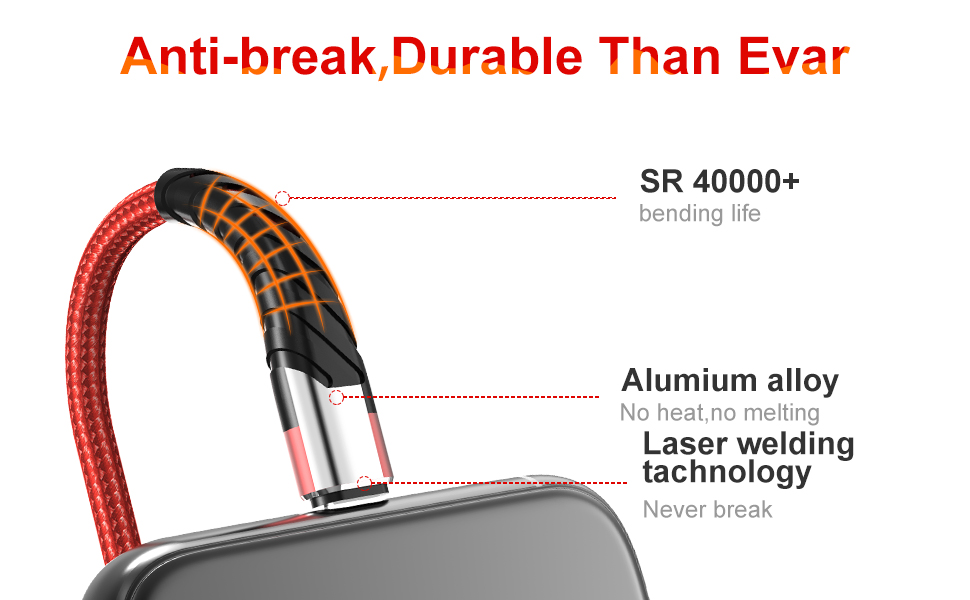 Anti-break,Durable Than Evar
SR 40000+
bending life
Alumium alloy
No heat,no melting
Laser welding
tachnology
Never break